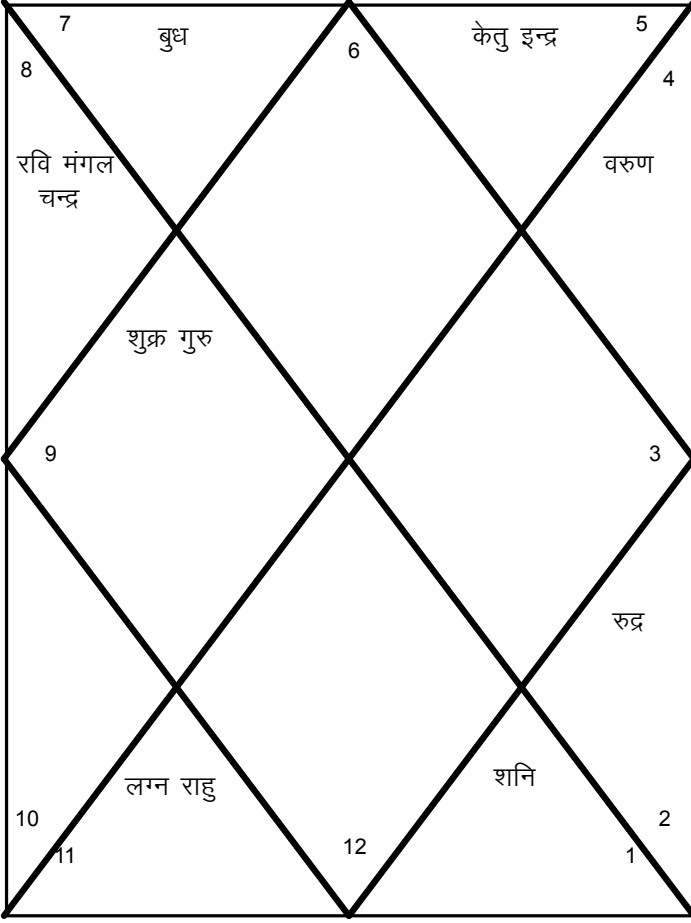 7 बुध 6 केतु इन्द्र 5
8 4
रवि मंगल वरुण
चन्द्र
शुक्र गुरु
9 3
रुद्र
लग्न राहु शनि
10 12 2
11 1